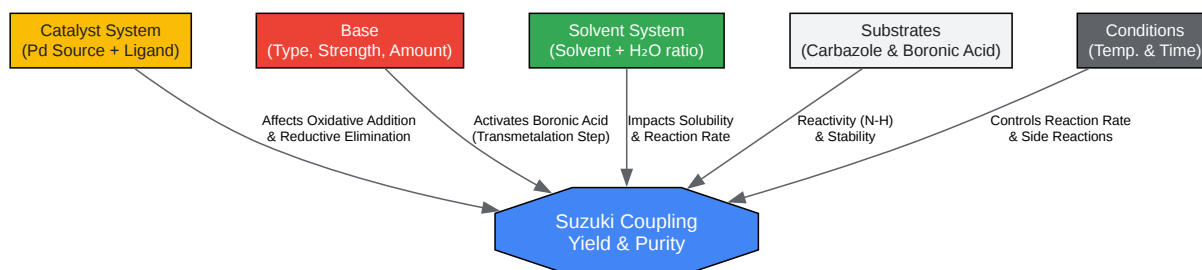 Catalyst System
(Pd Source + Ligand)
Base
(Type, Strength, Amount)
Solvent System
(Solvent + H₂O ratio)
Substrates
(Carbazole & Boronic Acid)
Conditions
(Temp. & Time)
Affects Oxidative Addition
& Reductive Elimination
Activates Boronic Acid
(Transmetalation Step)
Impacts Solubility
& Reaction Rate
Reactivity (N-H)
& Stability
Controls Reaction Rate
& Side Reactions
Suzuki Coupling
Yield & Purity